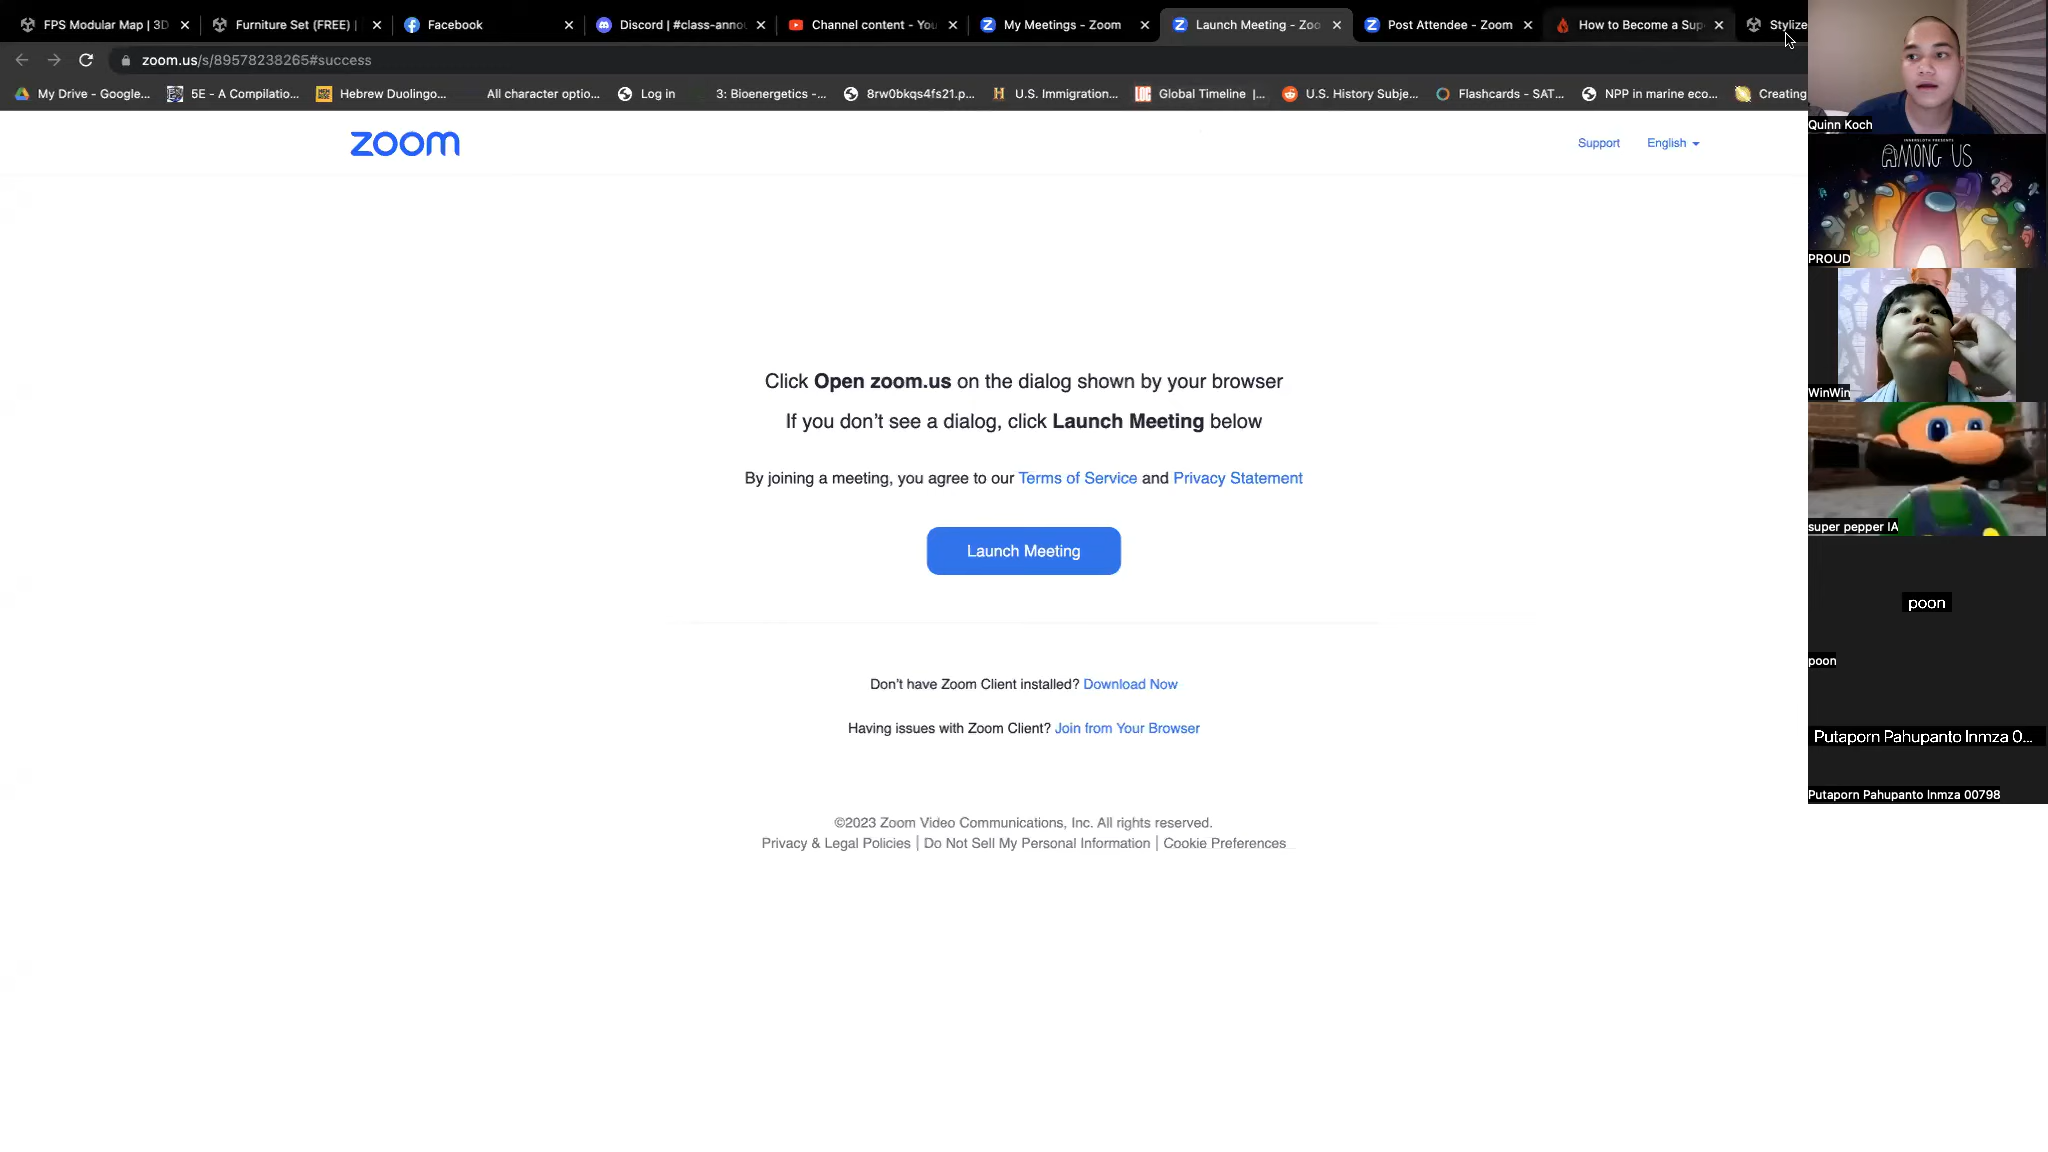 FPS Modular Map | 3D
Furniture Set (FREE) |
Facebook
Discord | #class-annou
Channel content - You
My Meetings - Zoom
Launch Meeting - Zoo
Post Attendee - Zoom
How to Become a Sup
Stylize
zoom.us/s/89578238265#success
My Drive - Google...
5E - A Compilatio...
Hebrew Duolingo...
All character optio...
Log in
3: Bioenergetics -...
8rw0bkqs4fs21.p...
U.S. Immigration...
Global Timeline |...
U.S. History Subje...
Flashcards - SAT...
NPP in marine eco...
Creating
zoom
Support
English
Click Open zoom.us on the dialog shown by your browser
If you don't see a dialog, click Launch Meeting below
By joining a meeting, you agree to our Terms of Service and Privacy Statement
Launch Meeting
Don't have Zoom Client installed? Download Now
Having issues with Zoom Client? Join from Your Browser
©2023 Zoom Video Communications, Inc. All rights reserved.
Privacy & Legal Policies | Do Not Sell My Personal Information | Cookie Preferences
Quinn Koch
INNERSLOTH PRESENTS
AMONG US
PROUD
WinWin
super pepper IA
poon
poon
Putaporn Pahupanto Inmza 0...
Putaporn Pahupanto Inmza 00798